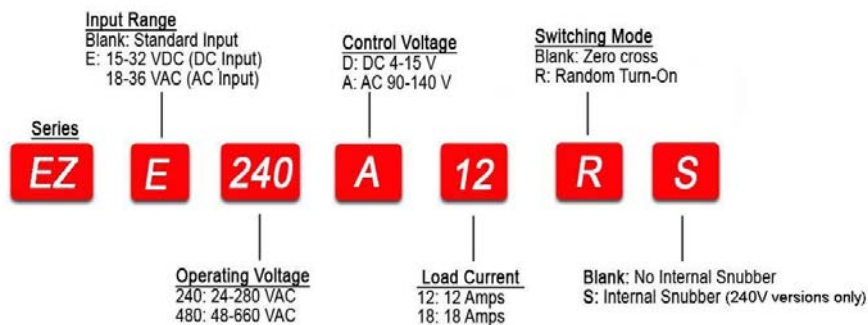 Input Range
Blank: Standard Input
E: 15-32 VDC (DC Input)
18-36 VAC (AC Input)
Control Voltage
D: DC 4-15 V
A: AC 90-140 V
Switching Mode
Blank: Zero cross
R: Random Turn-On
Series
EZ E 240 A 12 R S
Operating Voltage
240: 24-280 VAC
480: 48-660 VAC
Load Current
12: 12 Amps
18: 18 Amps
Blank: No Internal Snubber
S: Internal Snubber (240V versions only)